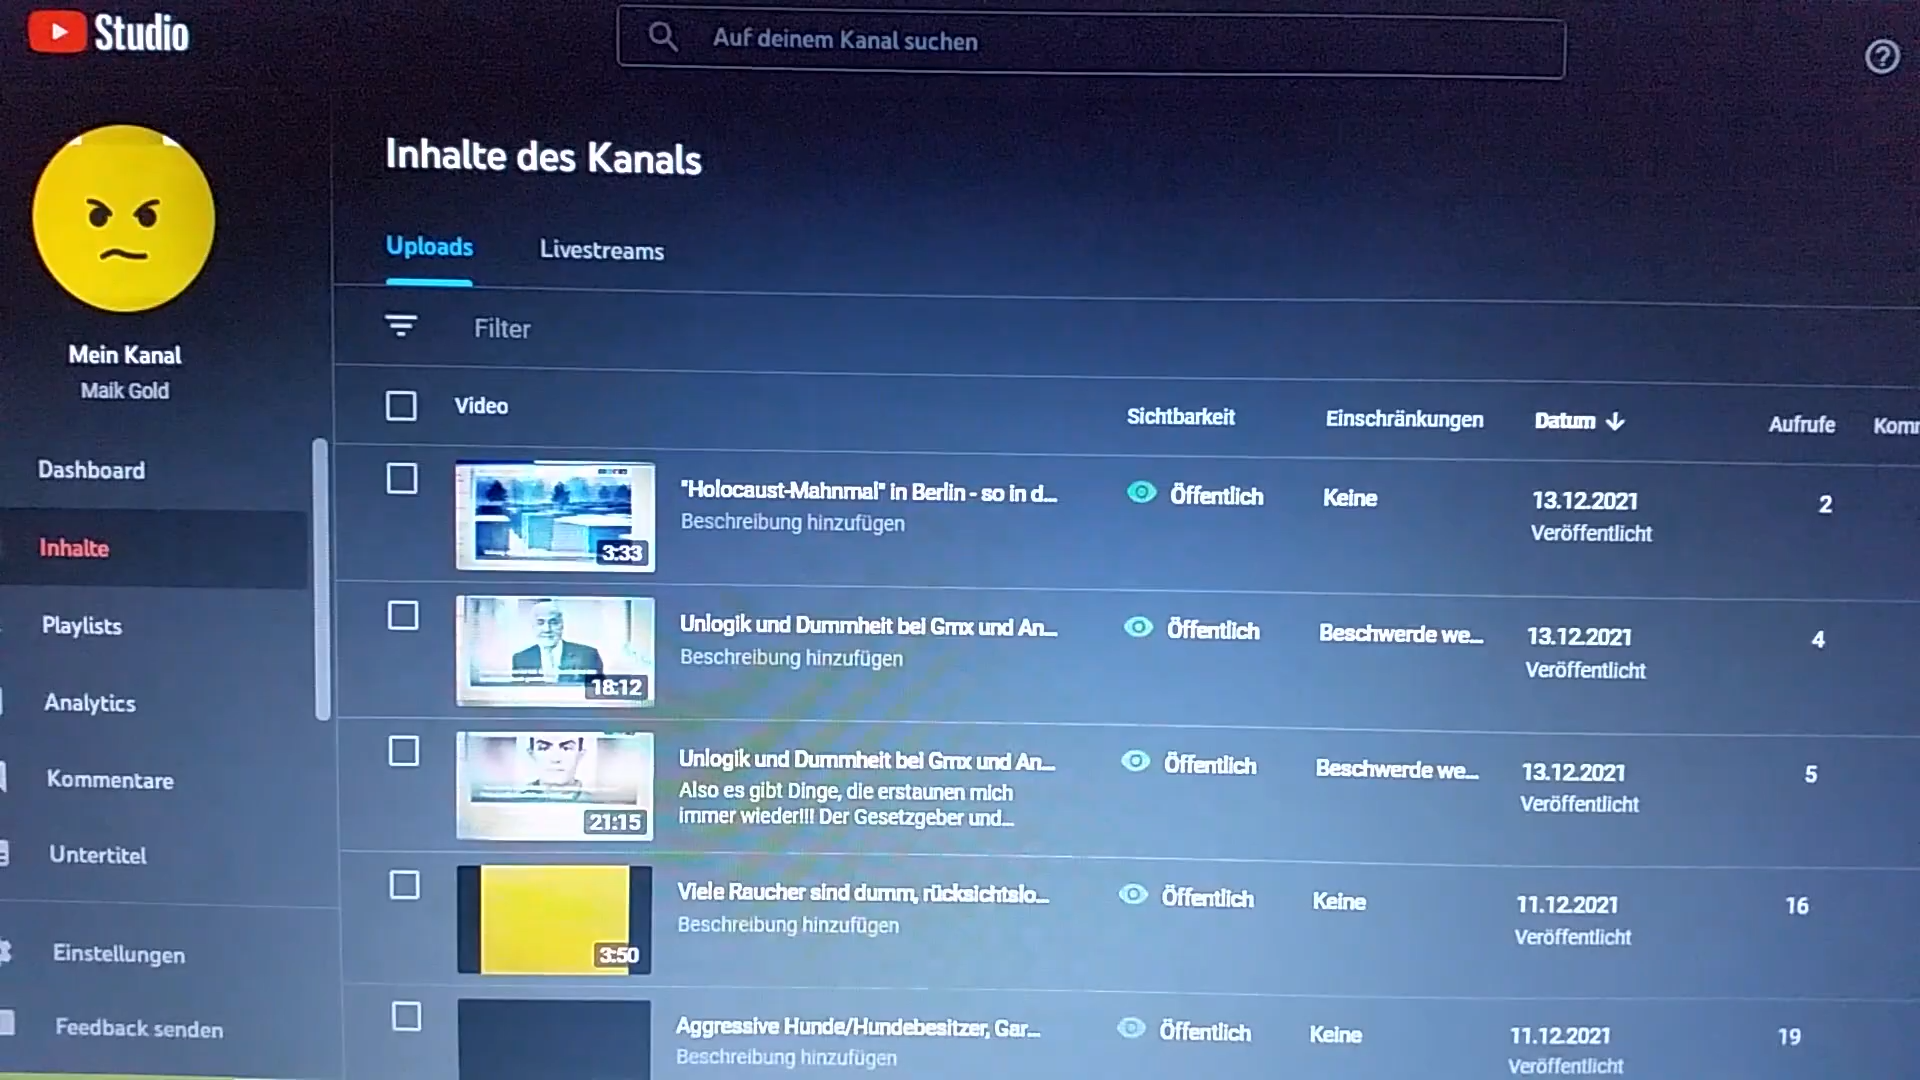 Studio
Auf deinem Kanal suchen
Inhalte des Kanals
Uploads Livestreams
Filter
Mein Kanal
Maik Gold
Dashboard
Inhalte
Playlists
Analytics
Kommentare
Untertitel
Einstellungen
Feedback senden
Video Sichtbarkeit Einschränkungen Datum Aufrufe Komm
"Holocaust-Mahnmal" in Berlin - so in d... Öffentlich Keine 13.12.2021 2
Beschreibung hinzufügen Veröffentlicht
3:33
Unlogik und Dummheit bei Gmx und An... Öffentlich Beschwerde we... 13.12.2021 4
Beschreibung hinzufügen Veröffentlicht
18:12
Unlogik und Dummheit bei Gmx und An... Öffentlich Beschwerde we... 13.12.2021 5
Also es gibt Dinge, die erstaunen mich Veröffentlicht
immer wieder!!! Der Gesetzgeber und...
21:15
Viele Raucher sind dumm, rücksichtslo... Öffentlich Keine 11.12.2021 16
Beschreibung hinzufügen Veröffentlicht
3:50
Aggressive Hunde/Hundebesitzer, Gar... Öffentlich Keine 11.12.2021 19
Beschreibung hinzufügen Veröffentlicht